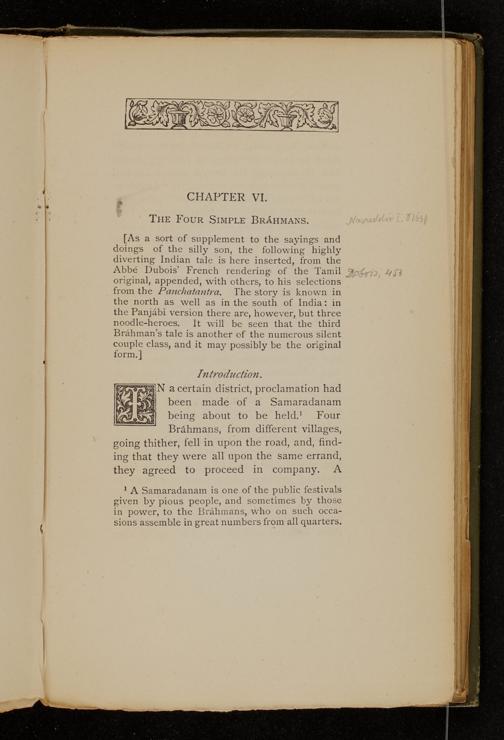 CHAPTER VI.
THE FOUR SIMPLE BRÁHMANS.
[As a sort of supplement to the sayings and
doings of the silly son, the following highly
diverting Indian tale is here inserted, from the
Abbé Dubois' French rendering of the Tamil
original, appended, with others, to his selections
from the Panchatantra. The story is known in
the north as well as in the south of India: in
the Panjábí version there are, however, but three
noodle-heroes. It will be seen that the third
Bráhman's tale is another of the numerous silent
couple class, and it may possibly be the original
form.]
Introduction.
IN a certain district, proclamation had
been made of a Samaradanam
being about to be held.¹ Four
Bráhmans, from different villages,
going thither, fell in upon the road, and, find-
ing that they were all upon the same errand,
they agreed to proceed in company. A
¹ A Samaradanam is one of the public festivals
given by pious people, and sometimes by those
in power, to the Bráhmans, who on such occa-
sions assemble in great numbers from all quarters.